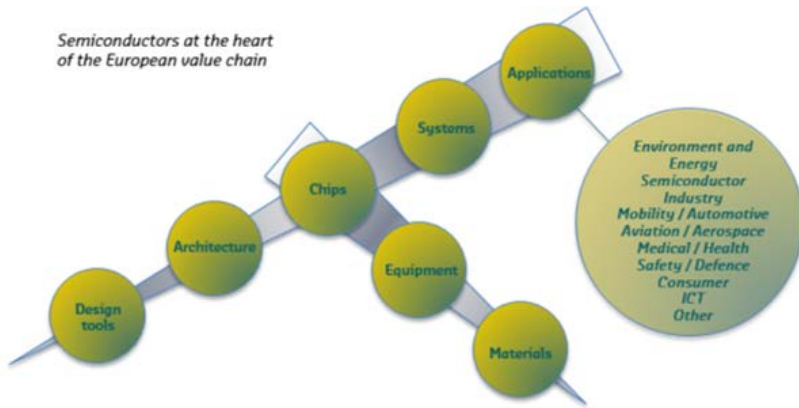 Semiconductors at the heart
of the European value chain
Applications
Systems
Chips
Architecture
Design
tools
Equipment
Materials
Environment and
Energy
Semiconductor
Industry
Mobility / Automotive
Aviation / Aerospace
Medical / Health
Safety / Defence
Consumer
ICT
Other